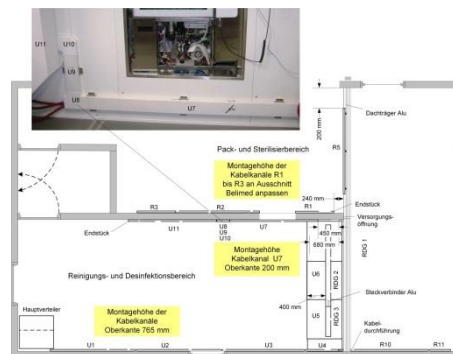 U11
U10
U9
U8
U7
200 mm
Dachträger Alu
Pack- und Sterilisierbereich
R5
Montagehöhe der
Kabelkanäle R1
bis R3 an Ausschnitt
Belimed anpassen
240 mm
Endstück
R3
R2
R1
Versorgungs-
öffnung
Endstück
U11
U8
U9
U10
U7
450 mm
680 mm
RDG 1
Montagehöhe
Kabelkanal U7
Oberkante 200 mm
Reinigungs- und Desinfektionsbereich
U6
RDG 2
400 mm
Steckverbinder Alu
U5
RDG 3
Hauptverteiler
Montagehöhe der
Kabelkanäle
Oberkante 765 mm
Kabel-
durchführung
U1
U2
U3
U4
R10
R11